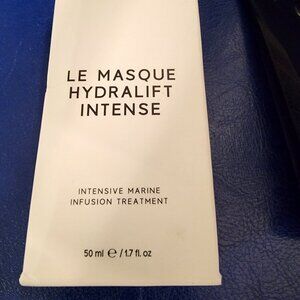 LE MASQUE
HYDRALIFT
INTENSE
INTENSIVE MARINE
INFUSION TREATMENT
50 ml ℮ / 1.7 fl. oz